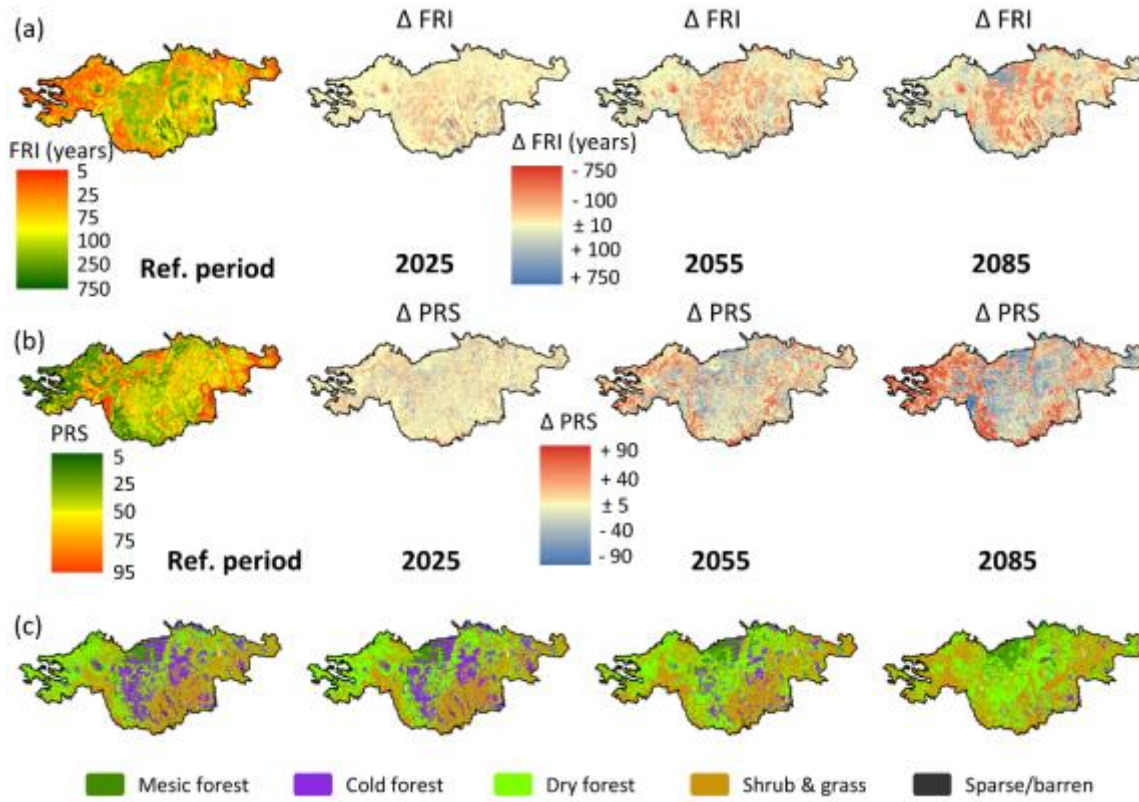 (a)
Δ FRI
Δ FRI
Δ FRI
FRI (years)
5
25
75
100
250
750
Δ FRI (years)
- 750
- 100
± 10
+ 100
+ 750
Ref. period
2025
2055
2085
(b)
Δ PRS
Δ PRS
Δ PRS
PRS
5
25
50
75
95
Δ PRS
+ 90
+ 40
± 5
- 40
- 90
Ref. period
2025
2055
2085
(c)
Mesic forest
Cold forest
Dry forest
Shrub & grass
Sparse/barren